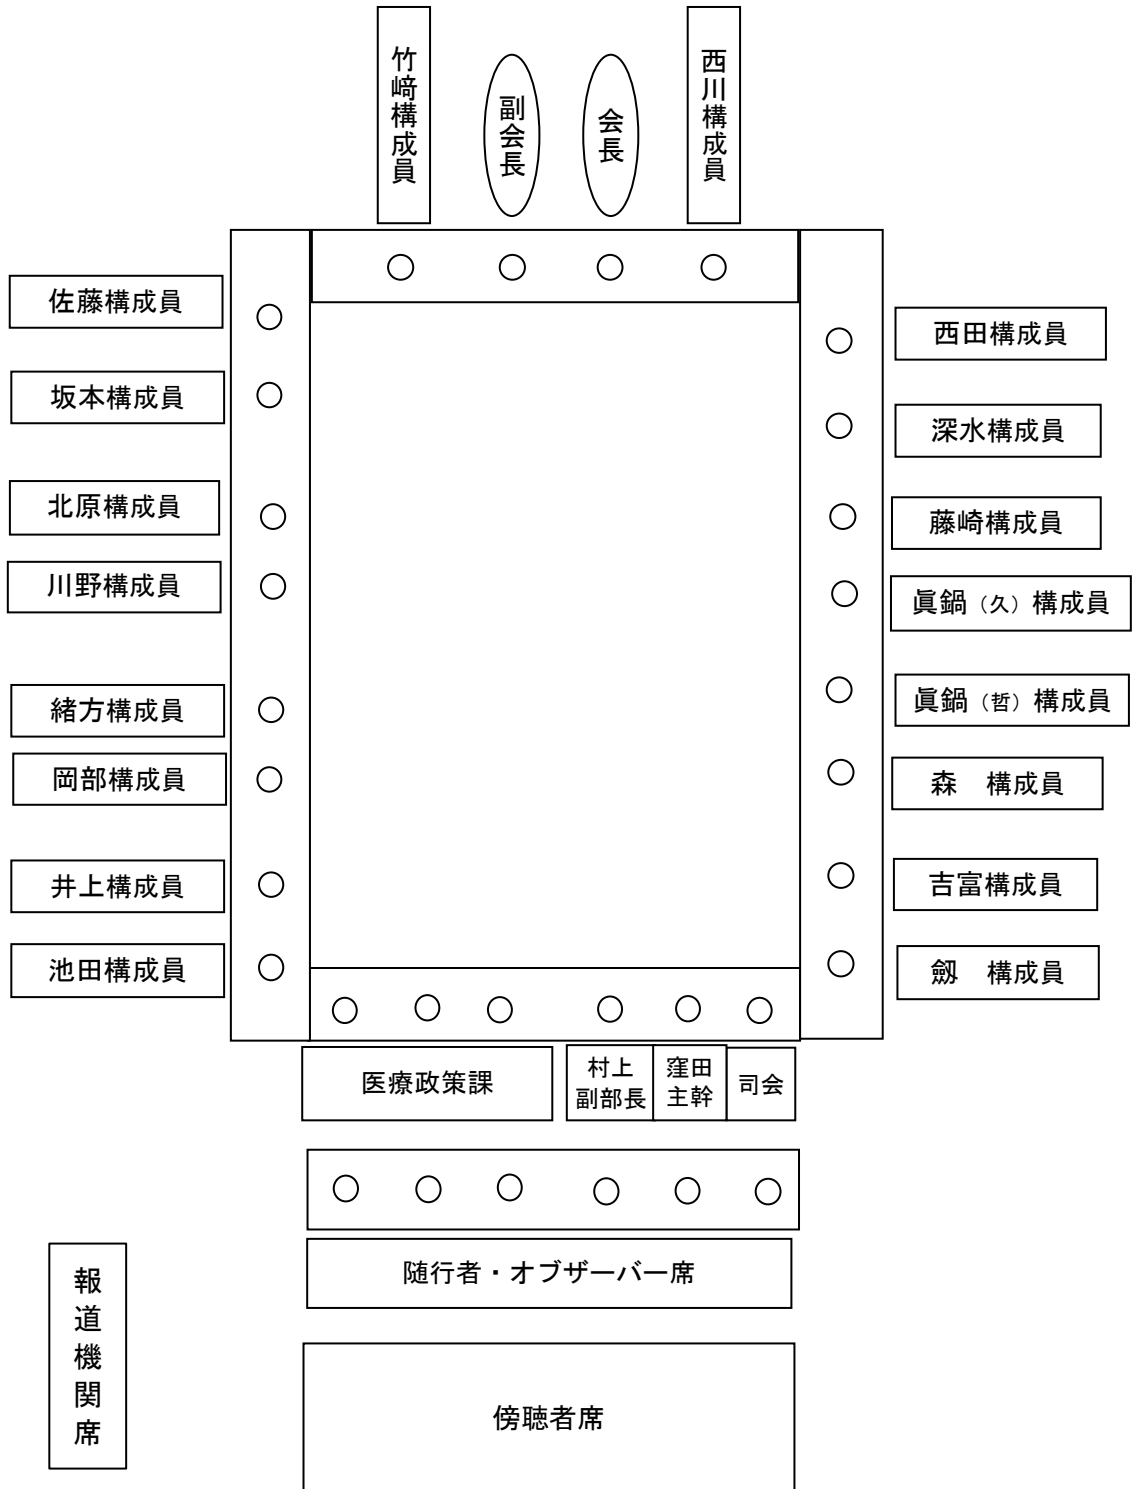 竹﨑構成員
副会長
会長
西川構成員
佐藤構成員
坂本構成員
北原構成員
川野構成員
緒方構成員
岡部構成員
井上構成員
池田構成員
西田構成員
深水構成員
藤崎構成員
眞鍋（久）構成員
眞鍋（哲）構成員
森　構成員
吉富構成員
劔　構成員
医療政策課
村上
副部長
窪田
主幹
司会
随行者・オブザーバー席
報道機関席
傍聴者席